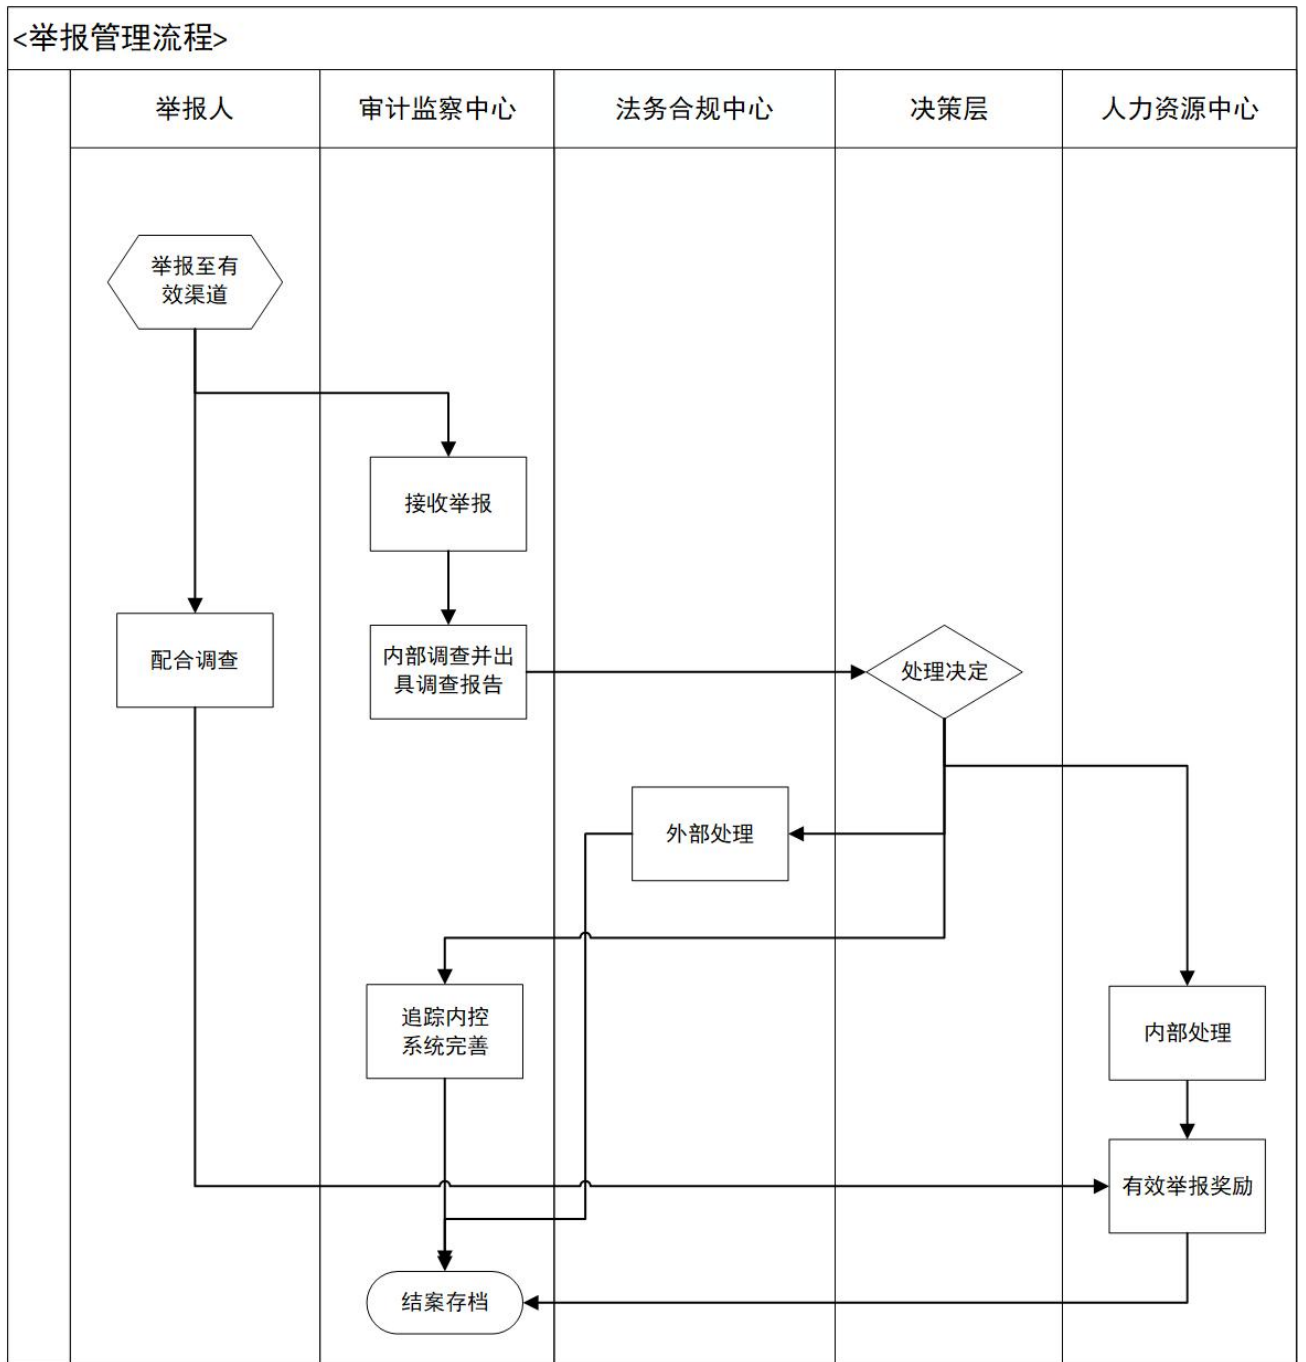 <举报管理流程>
举报人
审计监察中心
法务合规中心
决策层
人力资源中心
举报至有
效渠道
接收举报
配合调查
内部调查并出
具调查报告
处理决定
外部处理
追踪内控
系统完善
内部处理
有效举报奖励
结案存档